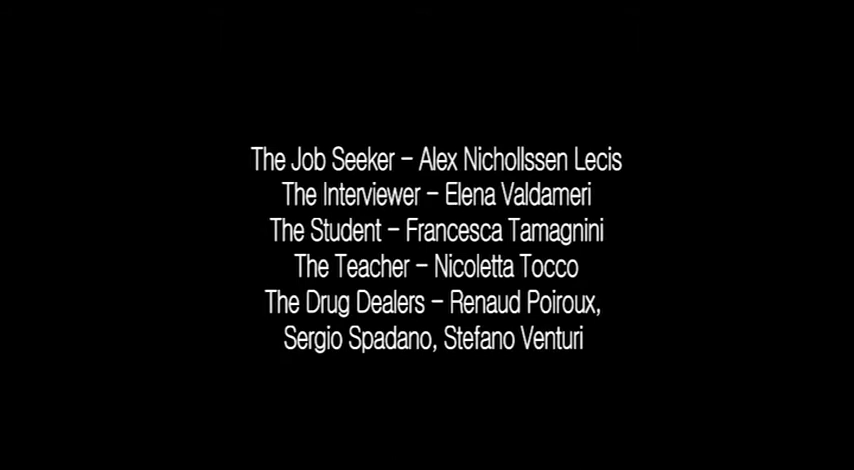 The Job Seeker – Alex Nichollssen Lecis
The Interviewer – Elena Valdameri
The Student – Francesca Tamagnini
The Teacher – Nicoletta Tocco
The Drug Dealers – Renaud Poiroux,
Sergio Spadano, Stefano Venturi